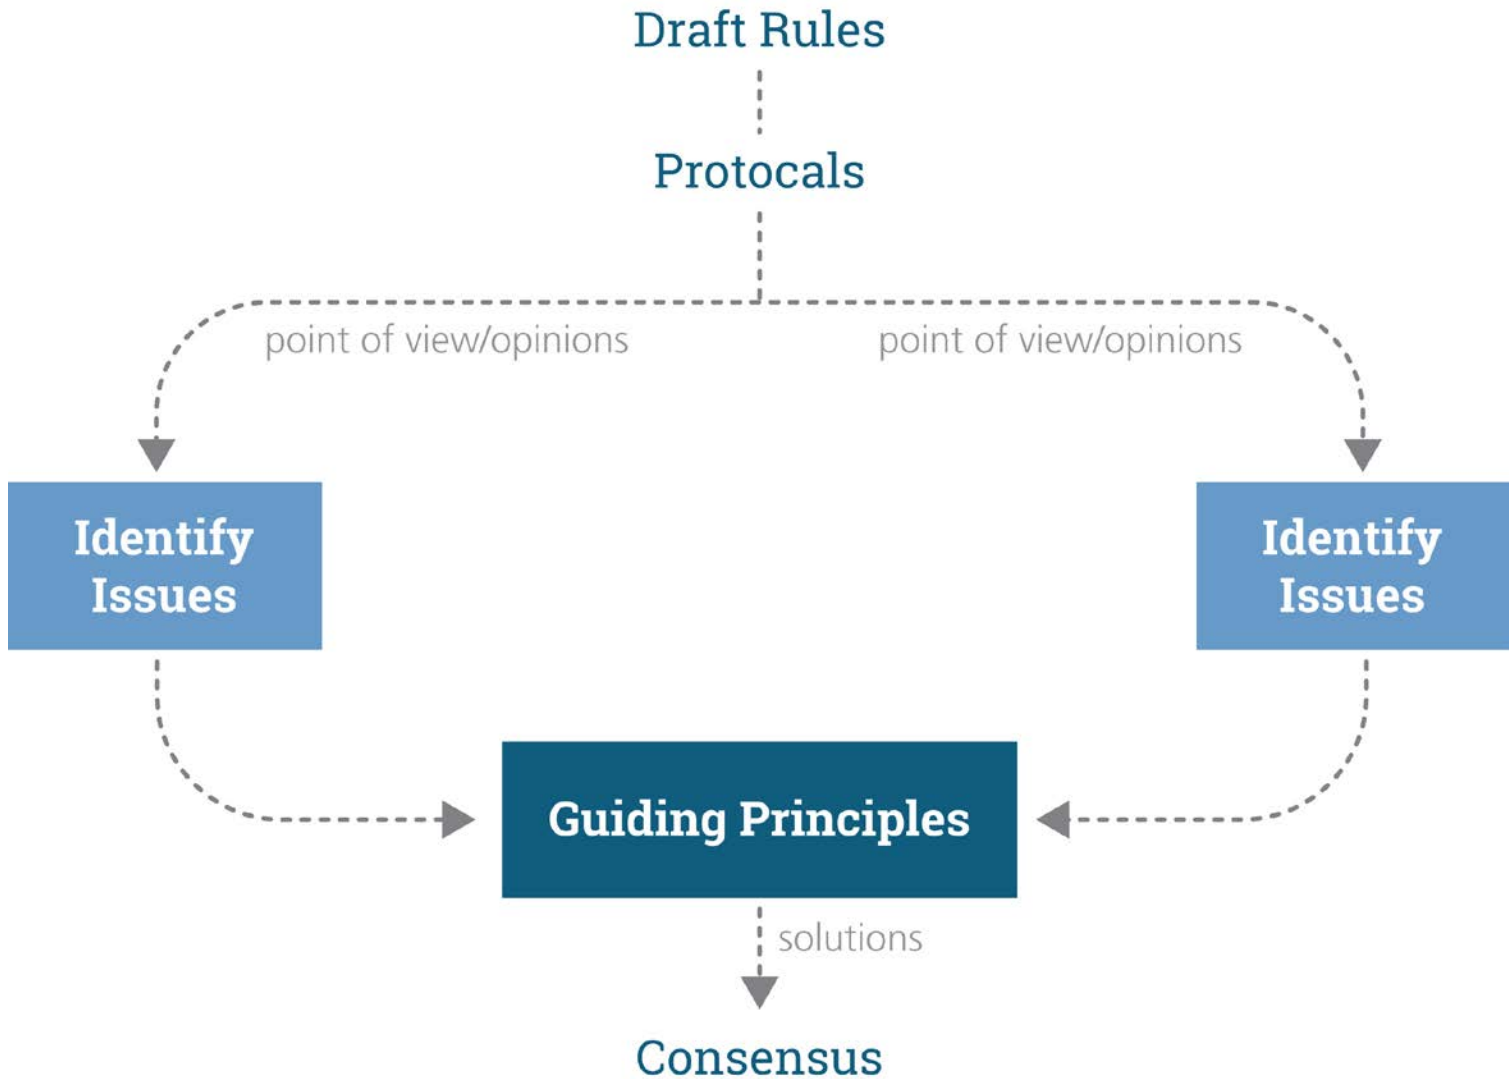 Draft Rules
Protocals
point of view/opinions
point of view/opinions
Identify
Issues
Identify
Issues
Guiding Principles
solutions
Consensus